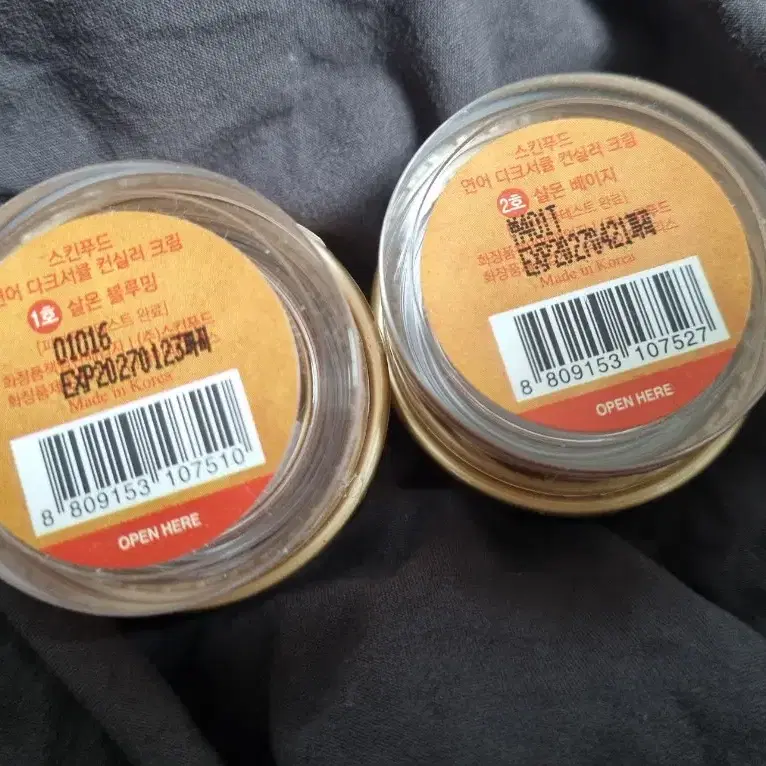 스킨푸드
연어 다크서클 컨실러 크림
1호 살몬 블루밍
01016
EXP20270123까지
Made in Korea
8 809153 107510
OPEN HERE
스킨푸드
연어 다크서클 컨실러 크림
2호 살몬 베이지
EXP20270421까지
Made in Korea
8 809153 107527
OPEN HERE